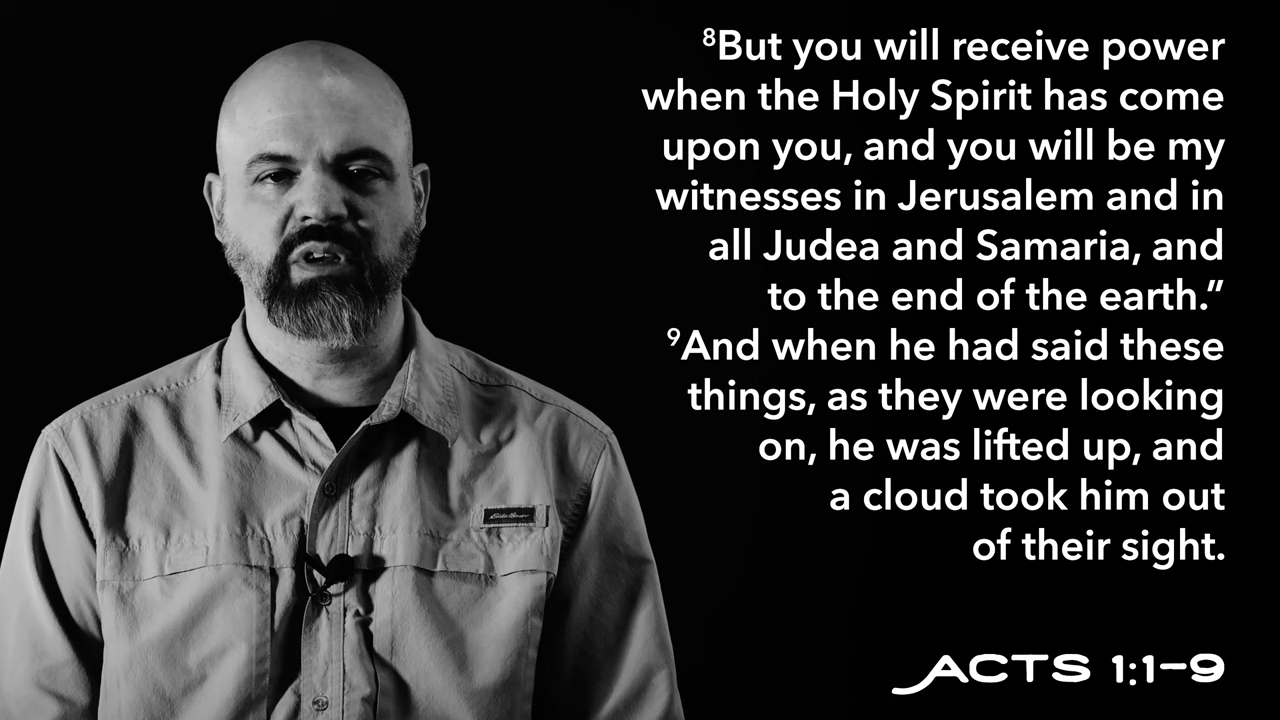 ⁸But you will receive power
when the Holy Spirit has come
upon you, and you will be my
witnesses in Jerusalem and in
all Judea and Samaria, and
to the end of the earth.”
⁹And when he had said these
things, as they were looking
on, he was lifted up, and
a cloud took him out
of their sight.
ACTS 1:1–9
Eddie Bauer